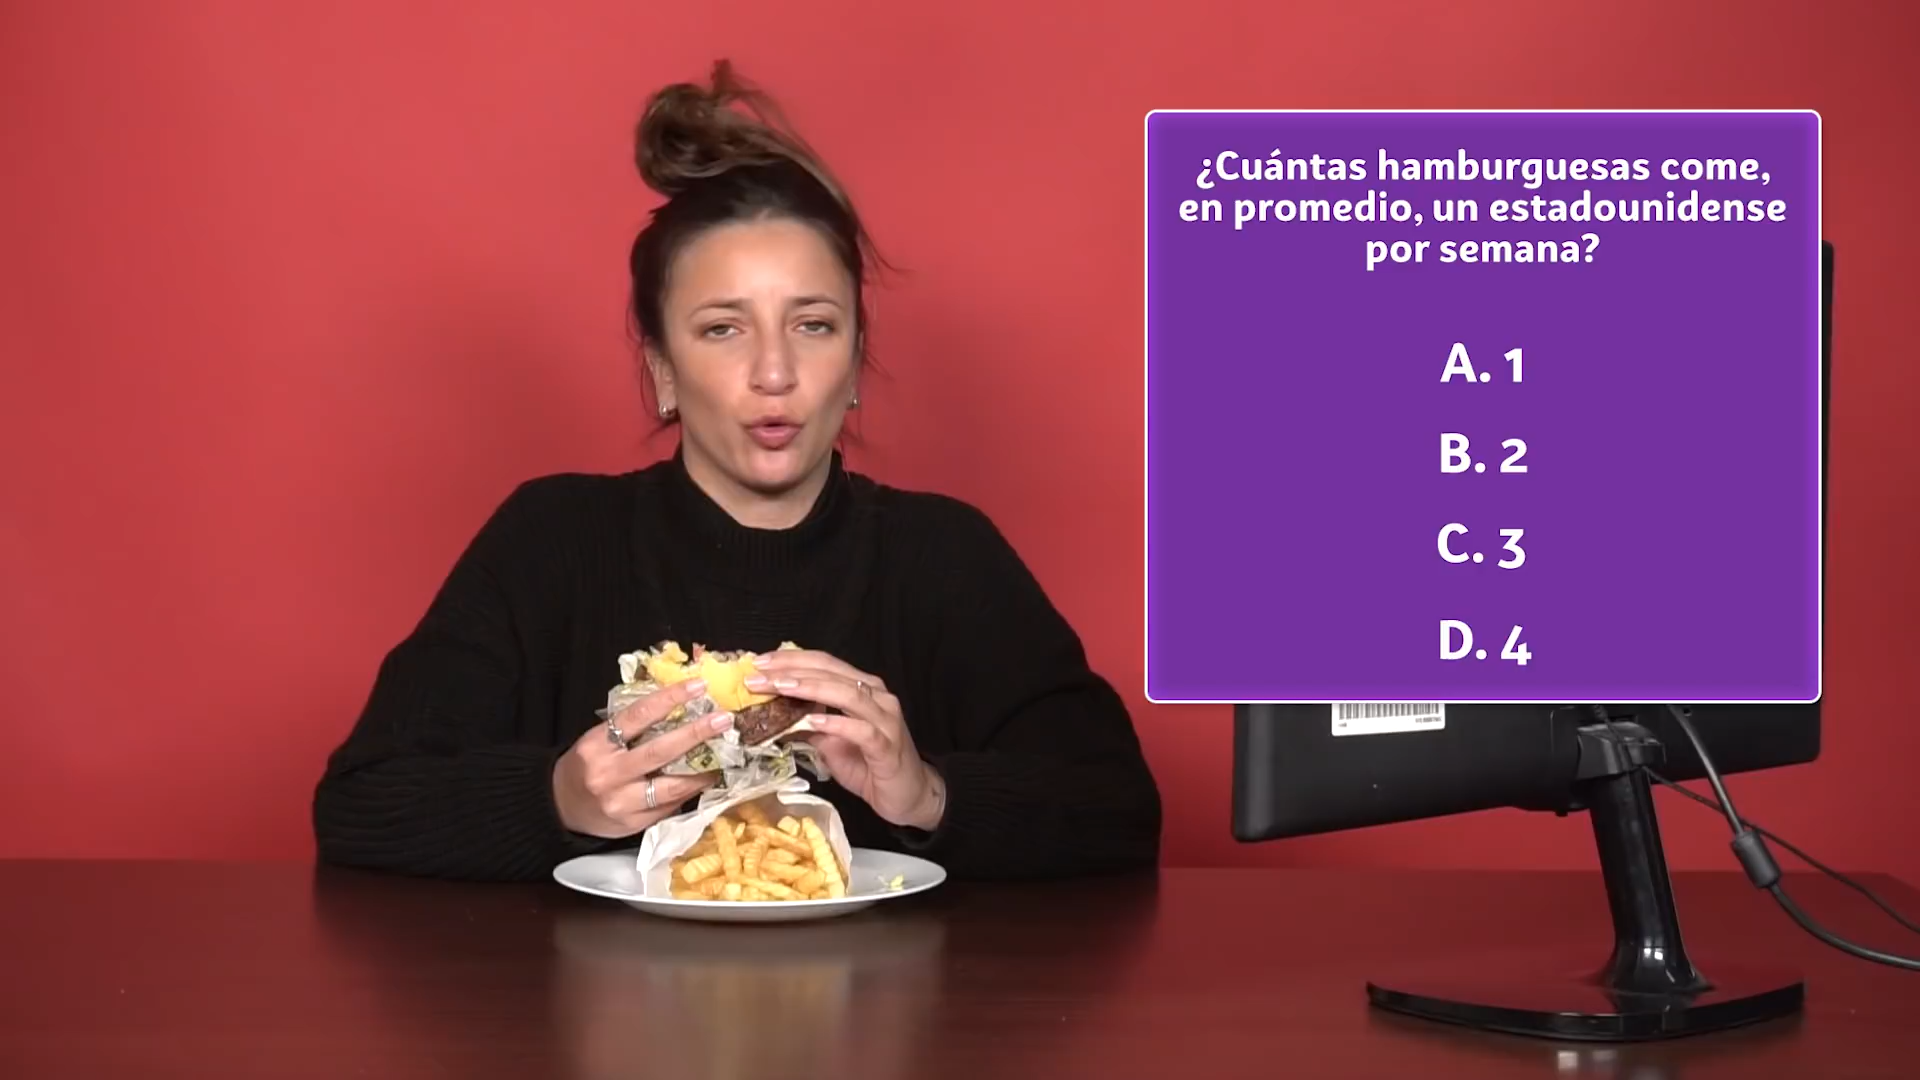 ¿Cuántas hamburguesas come,
en promedio, un estadounidense
por semana?
A. 1
B. 2
C. 3
D. 4